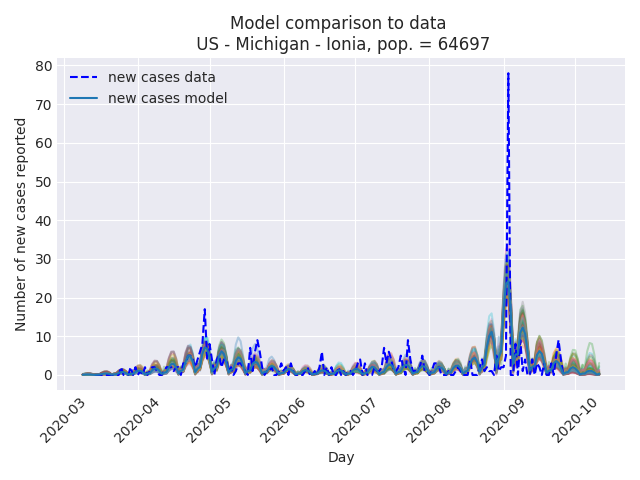 Model comparison to data
US - Michigan - Ionia, pop. = 64697
new cases data
new cases model
Number of new cases reported
80
70
60
50
40
30
20
10
0
2020-03
2020-04
2020-05
2020-06
2020-07
2020-08
2020-09
2020-10
Day